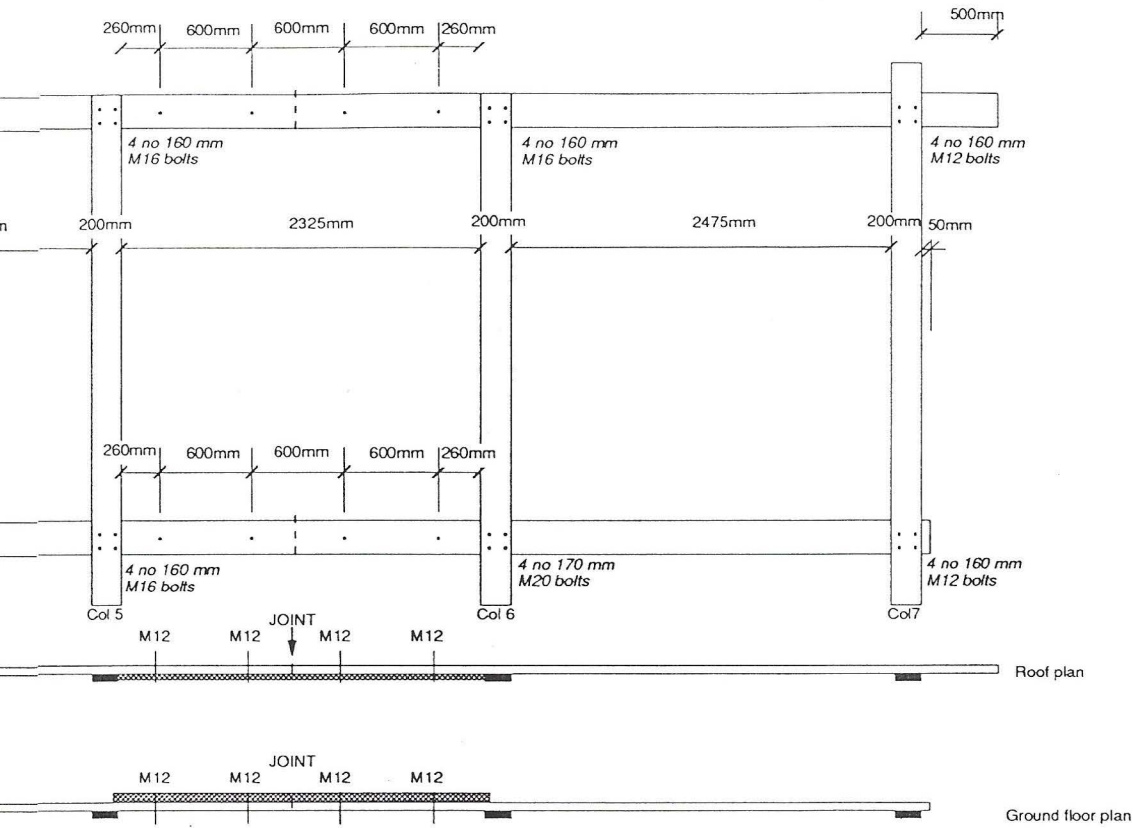 500mm
260mm 600mm 600mm 600mm 260mm
4 no 160 mm
M16 bolts
4 no 160 mm
M16 bolts
4 no 160 mm
M12 bolts
200mm 2325mm 200mm 2475mm 200mm 50mm
260mm 600mm 600mm 600mm 260mm
4 no 160 mm
M16 bolts
4 no 170 mm
M20 bolts
4 no 160 mm
M12 bolts
Col 5 Col 6 Col7
JOINT
M12 M12 M12 M12
Roof plan
JOINT
M12 M12 M12 M12
Ground floor plan